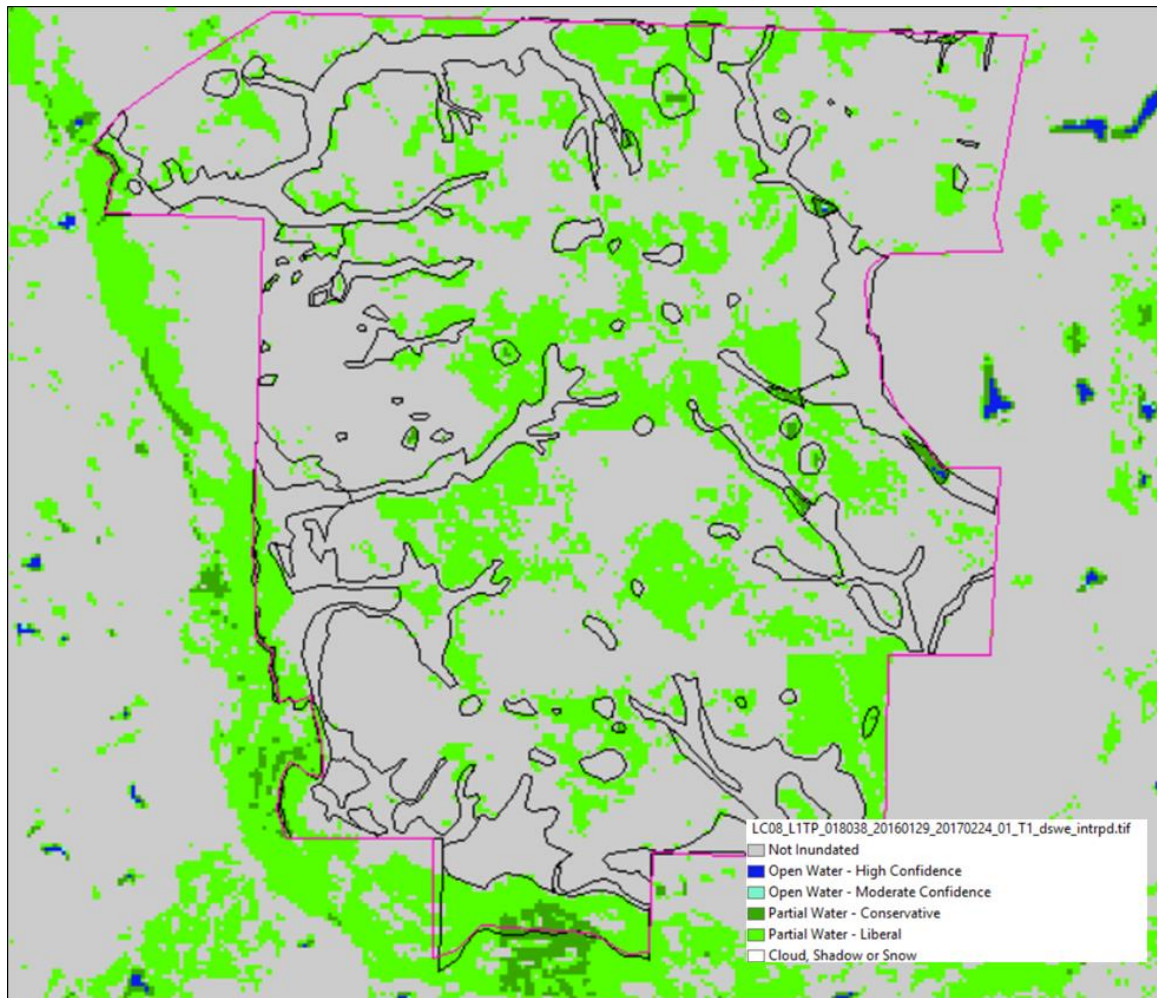 LC08_L1TP_018038_20160129_20170224_01_T1_dswe_intrpd.tif
Not Inundated
Open Water - High Confidence
Open Water - Moderate Confidence
Partial Water - Conservative
Partial Water - Liberal
Cloud, Shadow or Snow